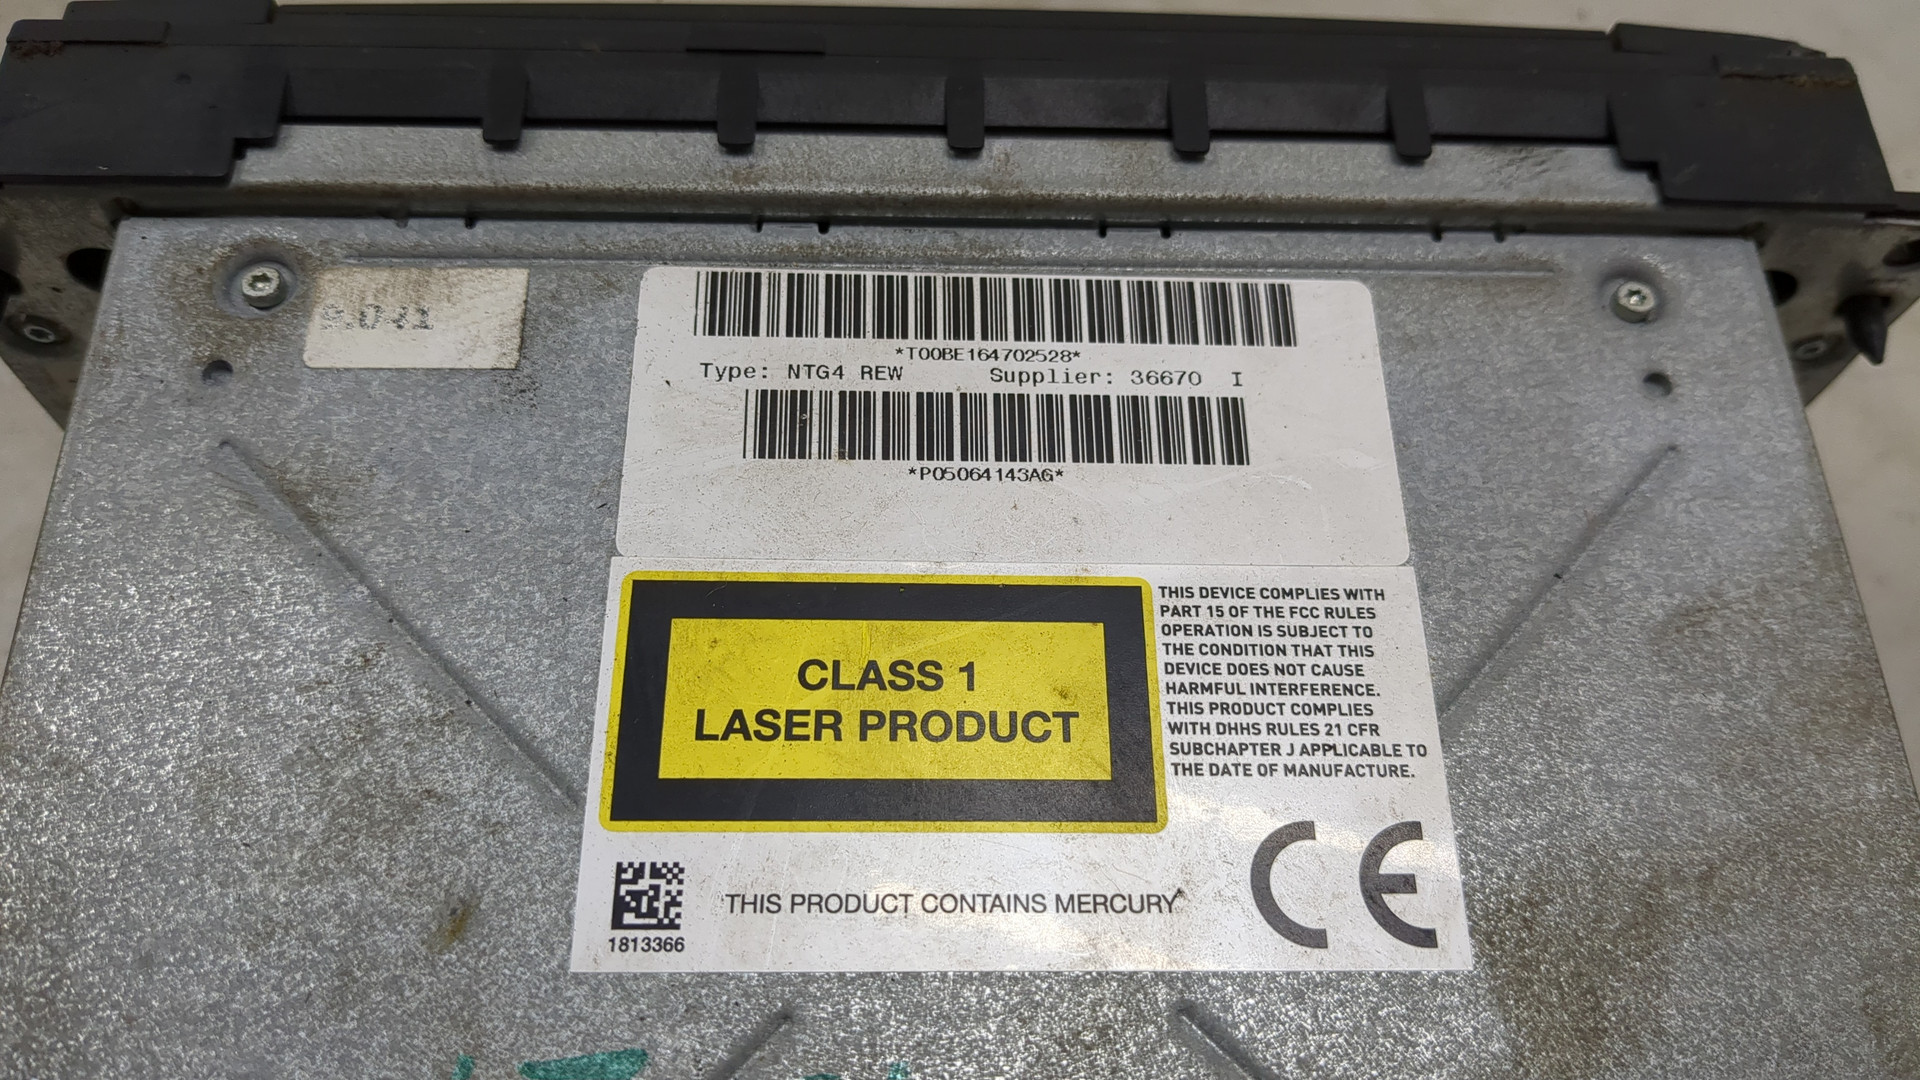 *T00BE164702528*
Type: NTG4 REW Supplier: 36670 I
*P05064143AG*
CLASS 1
LASER PRODUCT
THIS DEVICE COMPLIES WITH
PART 15 OF THE FCC RULES
OPERATION IS SUBJECT TO
THE CONDITION THAT THIS
DEVICE DOES NOT CAUSE
HARMFUL INTERFERENCE.
THIS PRODUCT COMPLIES
WITH DHHS RULES 21 CFR
SUBCHAPTER J APPLICABLE TO
THE DATE OF MANUFACTURE.
THIS PRODUCT CONTAINS MERCURY
CE
1813366